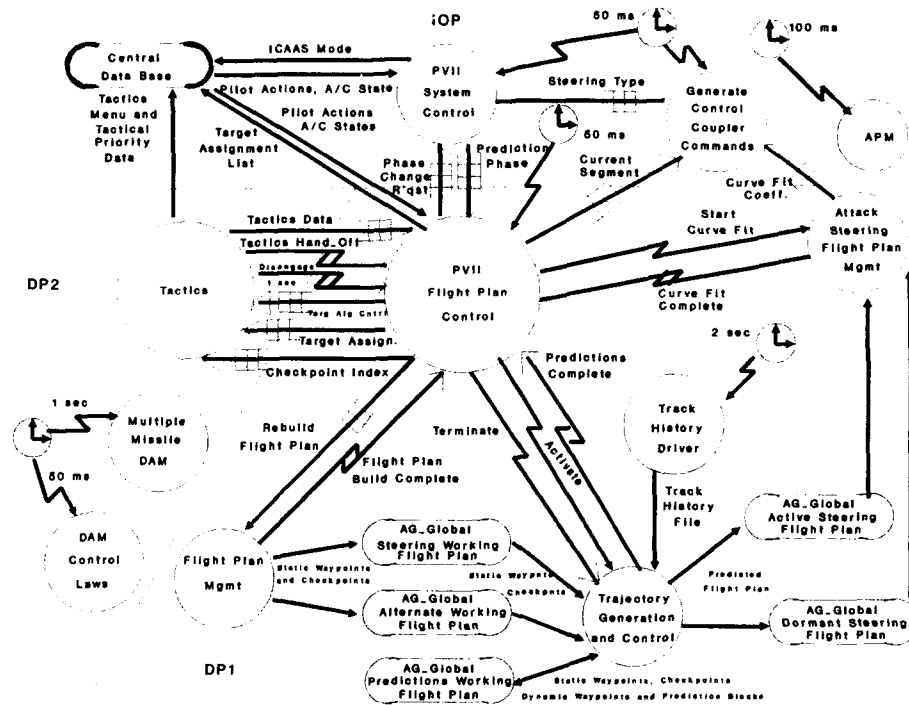 iOP
50 ms
100 ms
ICAAS Mode
Central
Data Base
Pilot Actions, A/C State
PVII
System
Control
Steering Type
Generate
Control
Coupler
Commands
APM
Tactics
Menu and
Tactical
Priority
Data
Pilot Actions
A/C States
Target
Assignment
List
Phase
Change
R'qst
Prediction
Phase
50 ms
Current
Segment
Curve Fit
Coeff.
Tactics Data
Tactics Hand_Off
Disengage
1 sec
Torg Alg Cntrl
Target Assign.
Checkpoint Index
DP2
Tactics
PVII
Flight Plan
Control
Start
Curve Fit
Curve Fit
Complete
Attack
Steering
Flight Plan
Mgmt
2 sec
Predictions
Complete
1 sec
Multiple
Missile
DAM
50 ms
DAM
Control
Laws
Rebuild
Flight Plan
Flight Plan
Build Complete
Terminate
Activate
Track
History
Driver
Track
History
File
Flight Plan
Mgmt
Static Waypoints
and Checkpoints
AG_Global
Steering Working
Flight Plan
Static Waypnts
Checkpnts
AG_Global
Alternate Working
Flight Plan
Trajectory
Generation
and Control
AG_Global
Active Steering
Flight Plan
Predicted
Flight Plan
AG_Global
Dormant Steering
Flight Plan
DP1
AG_Global
Predictions Working
Flight Plan
Static Waypoints, Checkpoints
Dynamic Waypoints and Prediction Blocks